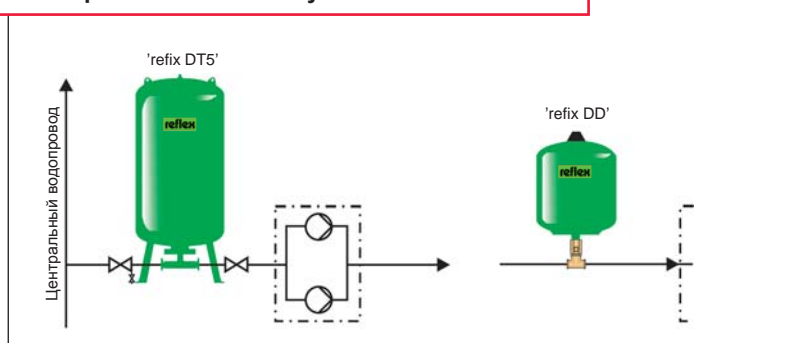 'refix DT5'
reflex
Центральный водопровод
'refix DD'
reflex